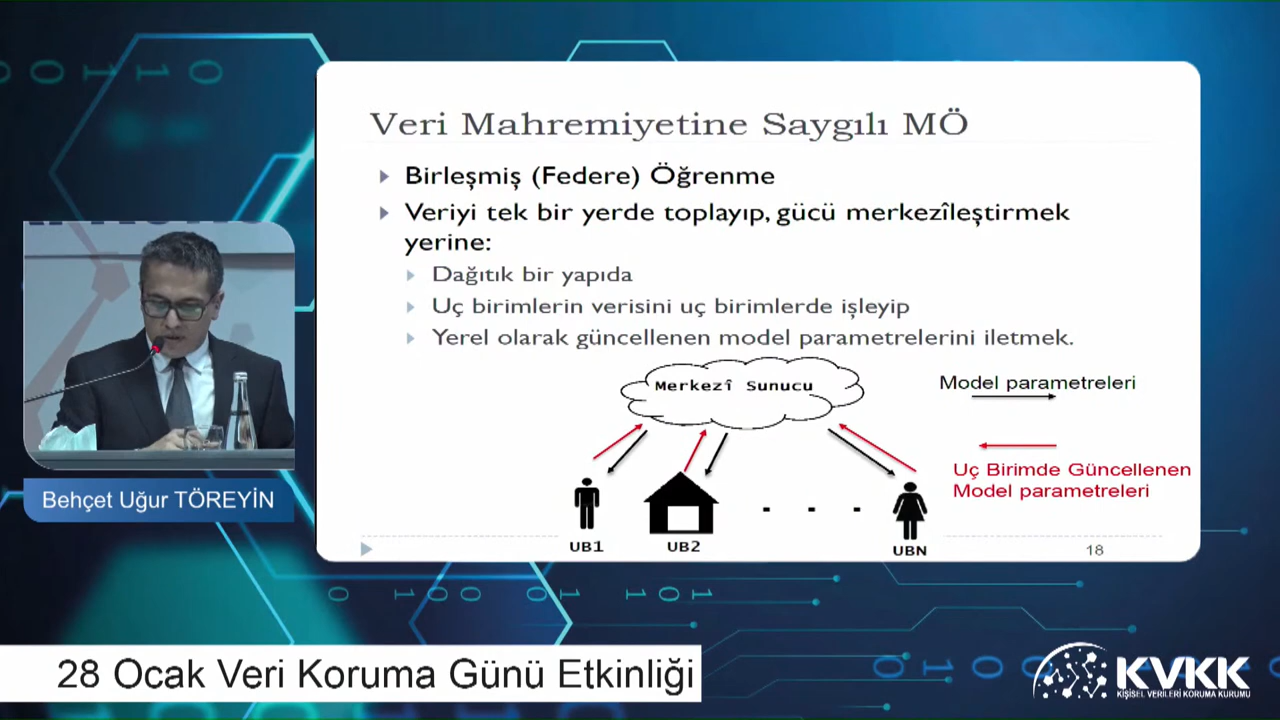 Veri Mahremiyetine Saygılı MÖ
Birleşmiş (Federe) Öğrenme
Veriyi tek bir yerde toplayıp, gücü merkezîleştirmek
yerine:
Dağıtık bir yapıda
Uç birimlerin verisini uç birimlerde işleyip
Yerel olarak güncellenen model parametrelerini iletmek.
Merkezî Sunucu
Model parametreleri
Uç Birimde Güncellenen
Model parametreleri
UB1
UB2
UBN
18
Behçet Uğur TÖREYİN
28 Ocak Veri Koruma Günü Etkinliği
KVKK
KİŞİSEL VERİLERİ KORUMA KURUMU